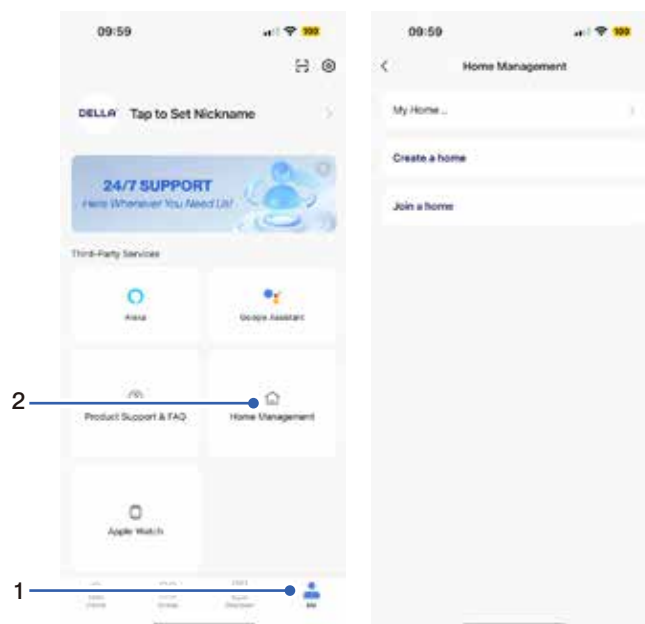 09:59
100
DELLA
Tap to Set Nickname
24/7 SUPPORT
Here Whenever You Need Us!
Third-Party Services
Alexa
Google Assistant
Product Support & FAQ
Home Management
Apple Watch
Me
2
1
09:59
100
Home Management
My Home...
Create a home
Join a home